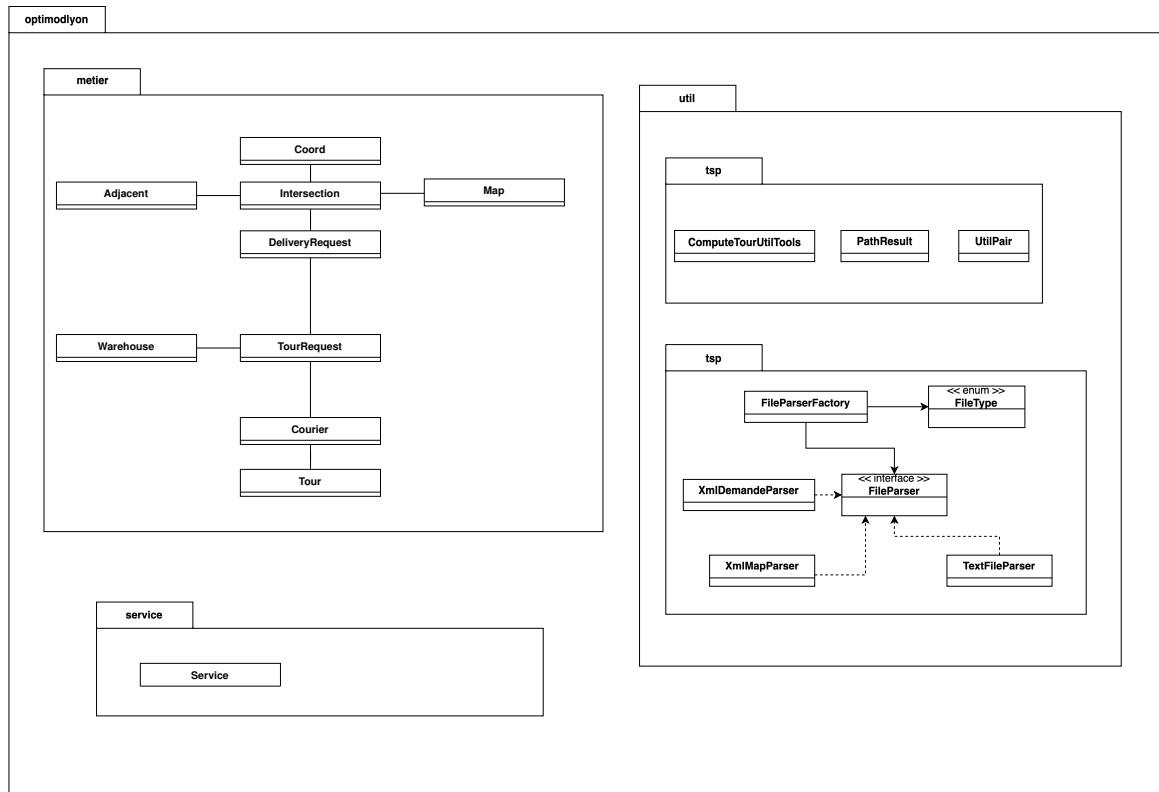 optimodlyon
metier
Coord
Adjacent
Intersection
Map
DeliveryRequest
Warehouse
TourRequest
Courier
Tour
service
Service
util
tsp
ComputeTourUtilTools
PathResult
UtilPair
tsp
FileParserFactory
<< enum >>
FileType
XmlDemandeParser
<< interface >>
FileParser
XmlMapParser
TextFileParser